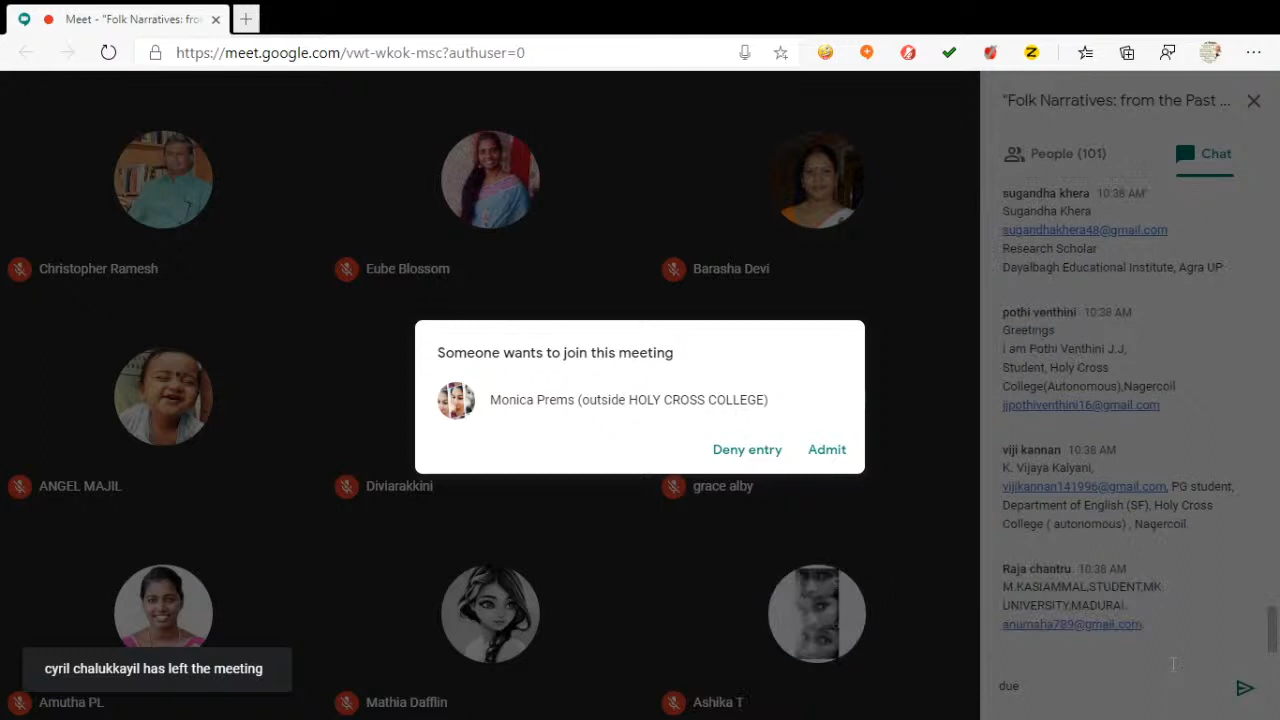 Meet - "Folk Narratives: fro
https://meet.google.com/vwt-wkok-msc?authuser=0
"Folk Narratives: from the Past ...
People (101)
Chat
sugandha khera 10:38 AM
Sugandha Khera
sugandhakhera48@gmail.com
Research Scholar
Dayalbagh Educational Institute, Agra UP
pothi venthini 10:38 AM
Greetings
I am Pothi Venthini J.J,
Student, Holy Cross
College(Autonomous),Nagercoil
jjpothiventhini16@gmail.com
viji kannan 10:38 AM
K. Vijaya Kalyani,
vijikannan141996@gmail.com, PG student,
Department of English (SF), Holy Cross
College ( autonomous) , Nagercoil
Raja chantru 10:38 AM
M.KASIAMMAL,STUDENT,MK
UNIVERSITY,MADURAI.
anumaha789@gmail.com
due
Christopher Ramesh
Eube Blossom
Barasha Devi
Someone wants to join this meeting
Monica Prems (outside HOLY CROSS COLLEGE)
Deny entry
Admit
ANGEL MAJIL
Diviarakkini
grace alby
cyril chalukkayil has left the meeting
Amutha PL
Mathia Dafflin
Ashika T